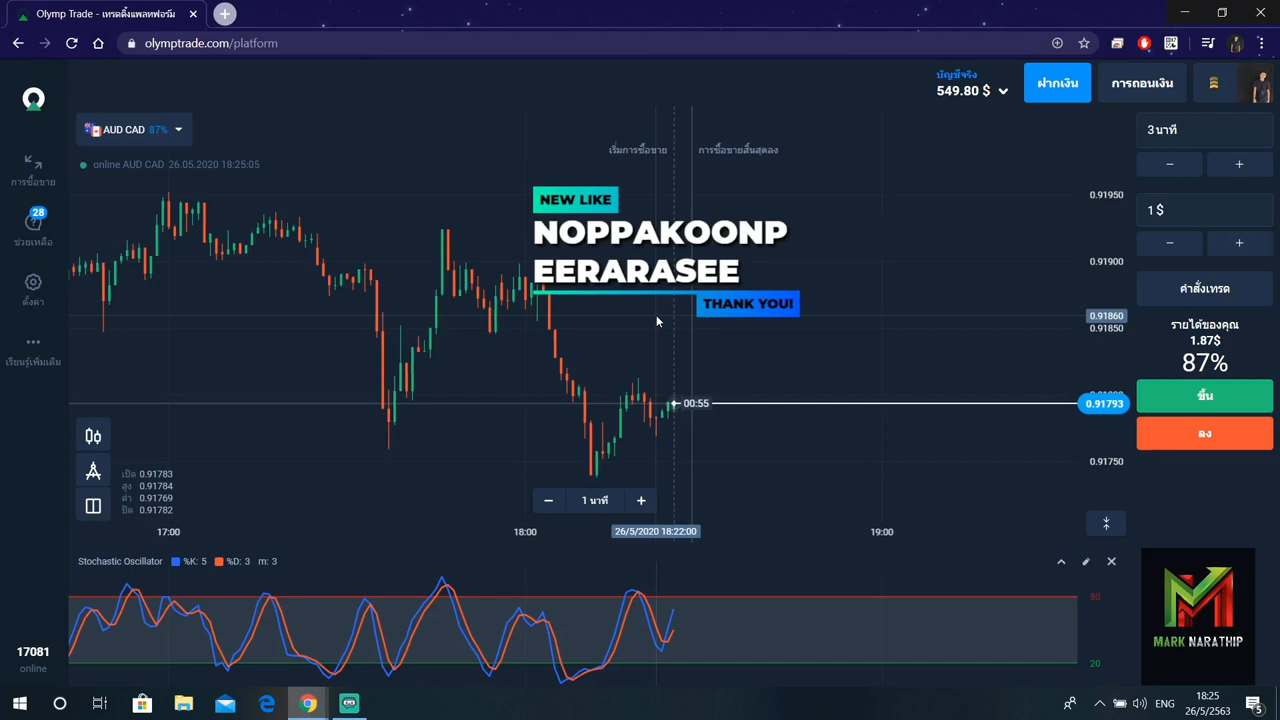 Olymp Trade - เทรดดิ้งแพลทฟอร์ม
olymptrade.com/platform
บัญชีจริง
549.80 $
ฝากเงิน
การถอนเงิน
AUD CAD 87%
3 นาที
เริ่มการซื้อขาย
การซื้อขายสิ้นสุดลง
online AUD CAD 26.05.2020 18:25:05
การซื้อขาย
0.91950
NEW LIKE
1 $
NOPPAKOONP
28
ช่วยเหลือ
0.91900
EERARASEE
ตั้งค่า
คำสั่งเทรด
THANK YOU!
0.91860
0.91850
รายได้ของคุณ
1.87$
87%
เรียนรู้เพิ่มเติม
ขึ้น
00:55
0.91793
ลง
0.91750
เปิด 0.91783
สูง 0.91784
ต่ำ 0.91769
ปิด 0.91782
1 นาที
17:00
18:00
26/5/2020 18:22:00
19:00
Stochastic Oscillator %K: 5 %D: 3 m: 3
80
MARK NARATHIP
17081
online
20
ENG
18:25
26/5/2563
5